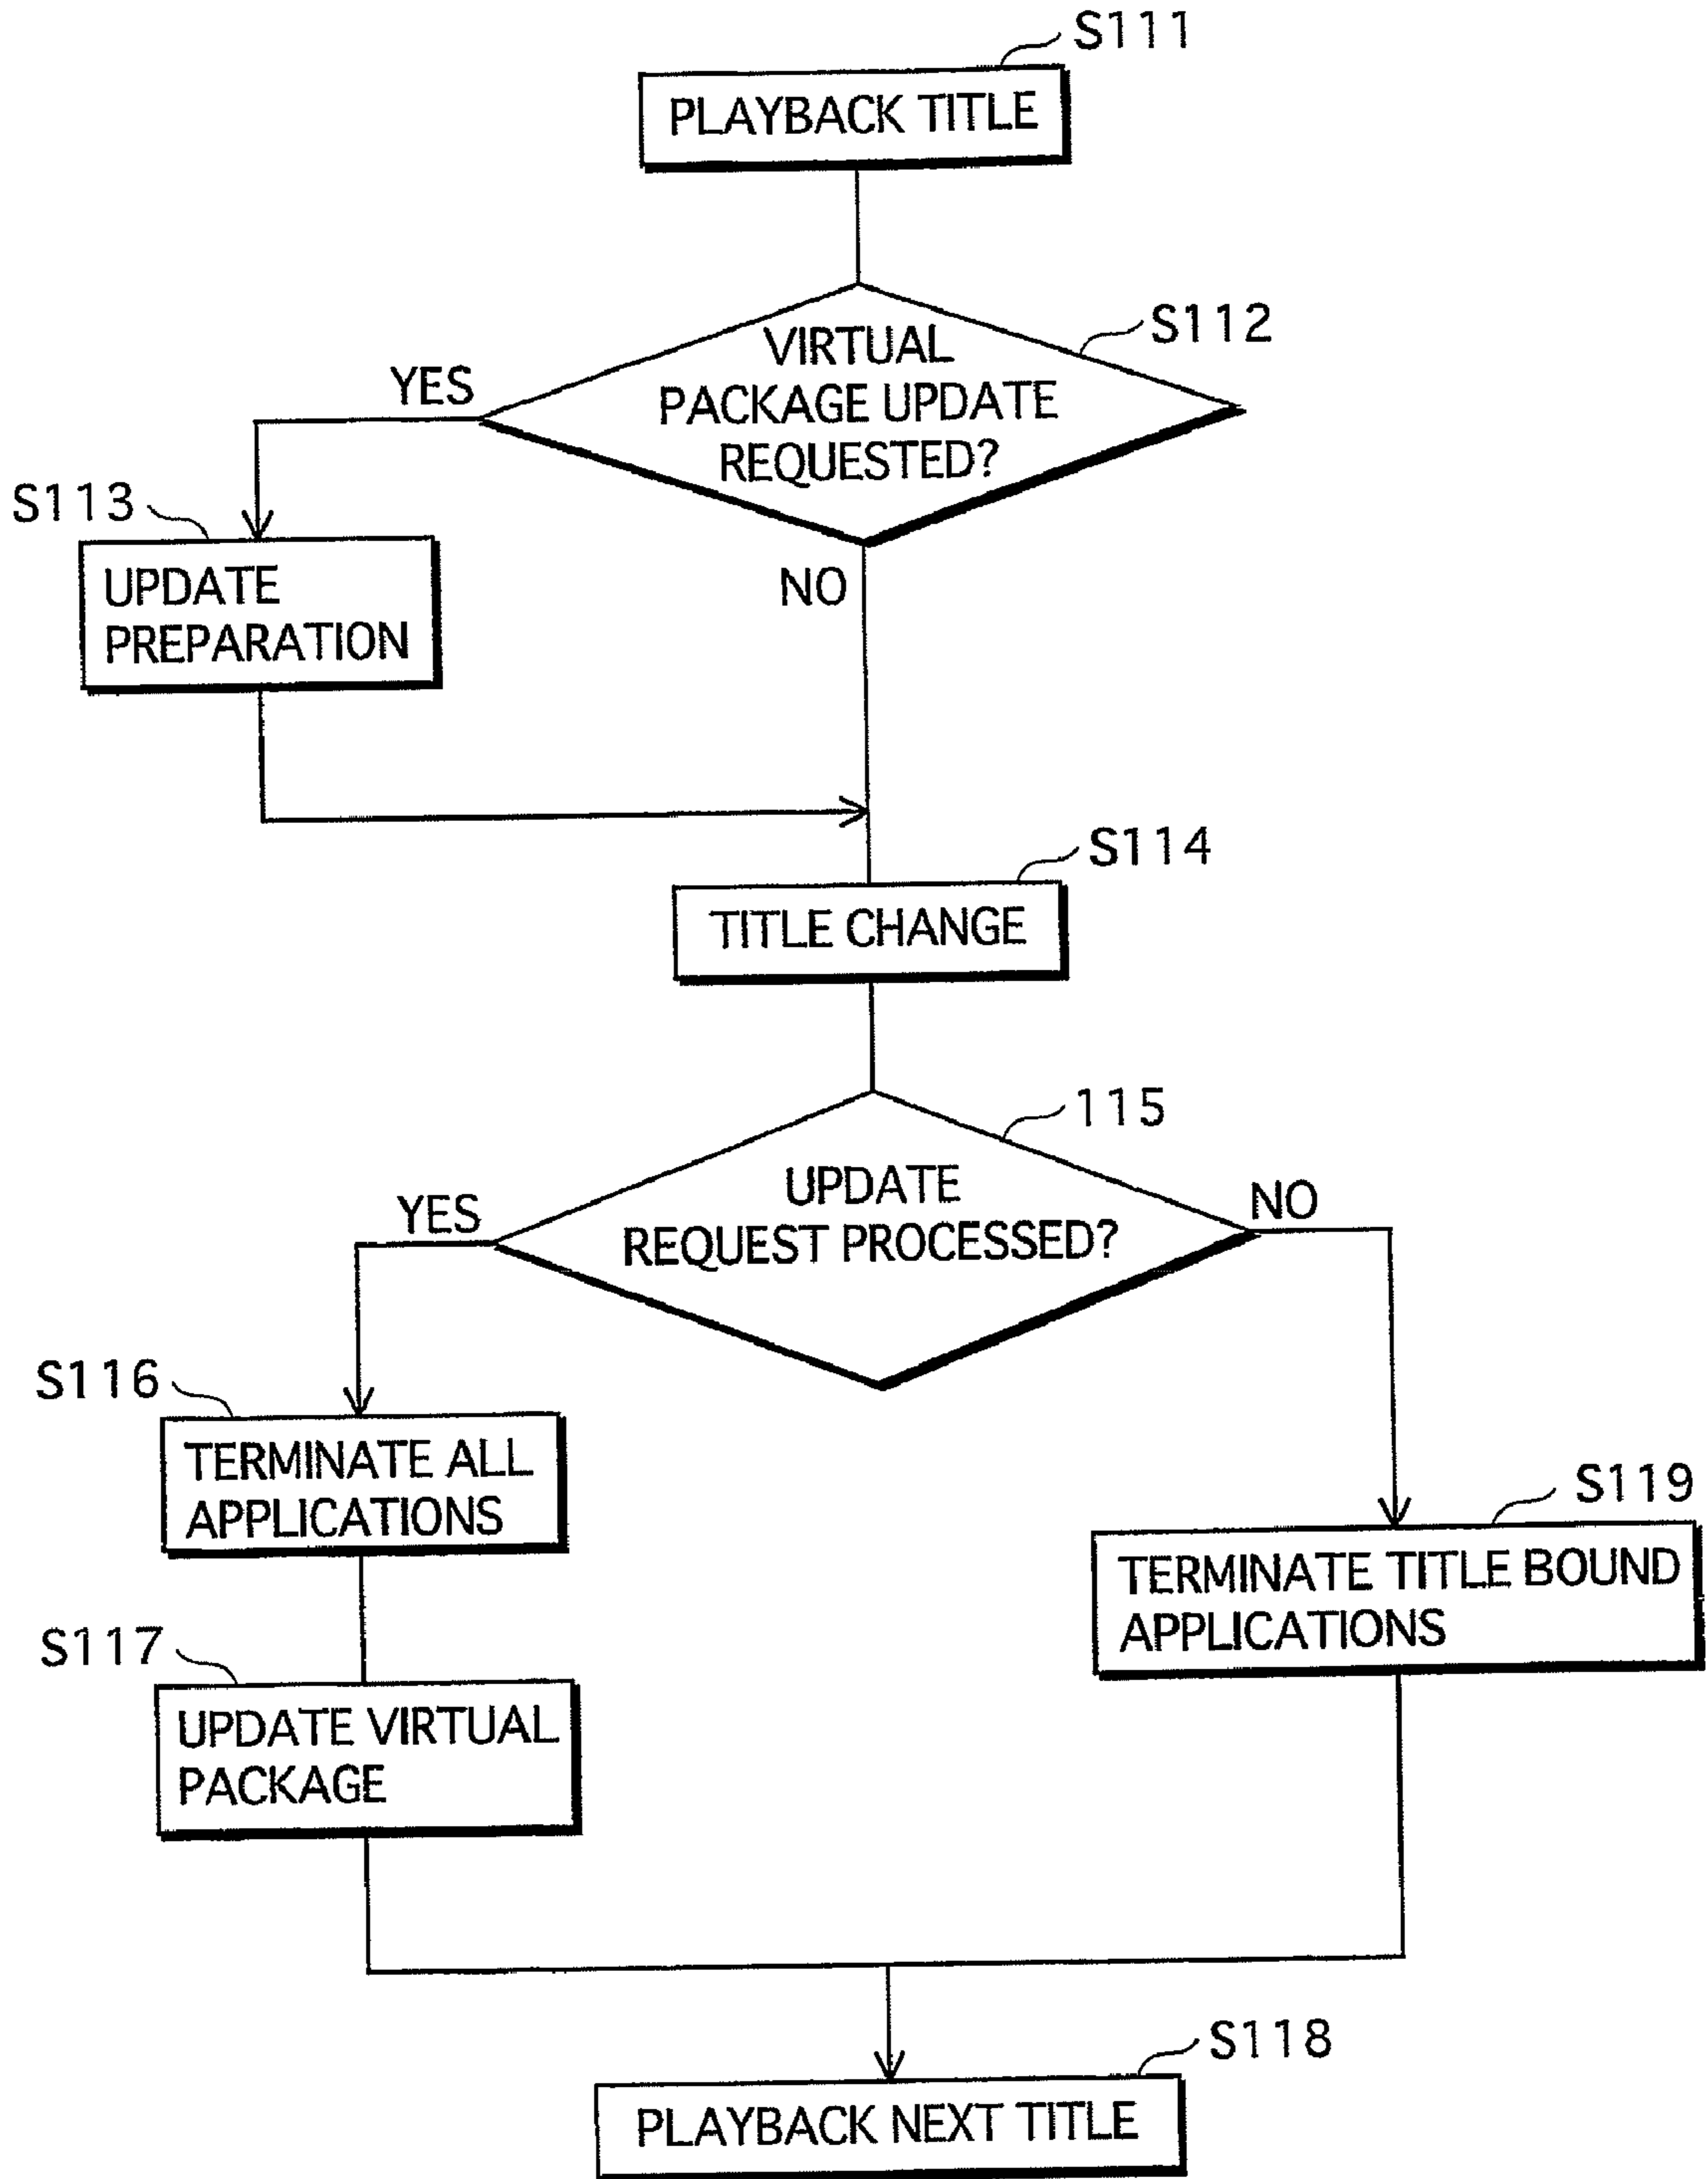 S111
PLAYBACK TITLE
S112
VIRTUAL
PACKAGE UPDATE
REQUESTED?
YES
S113
UPDATE
PREPARATION
NO
S114
TITLE CHANGE
115
UPDATE
REQUEST PROCESSED?
YES
NO
S116
TERMINATE ALL
APPLICATIONS
S119
TERMINATE TITLE BOUND
APPLICATIONS
S117
UPDATE VIRTUAL
PACKAGE
S118
PLAYBACK NEXT TITLE